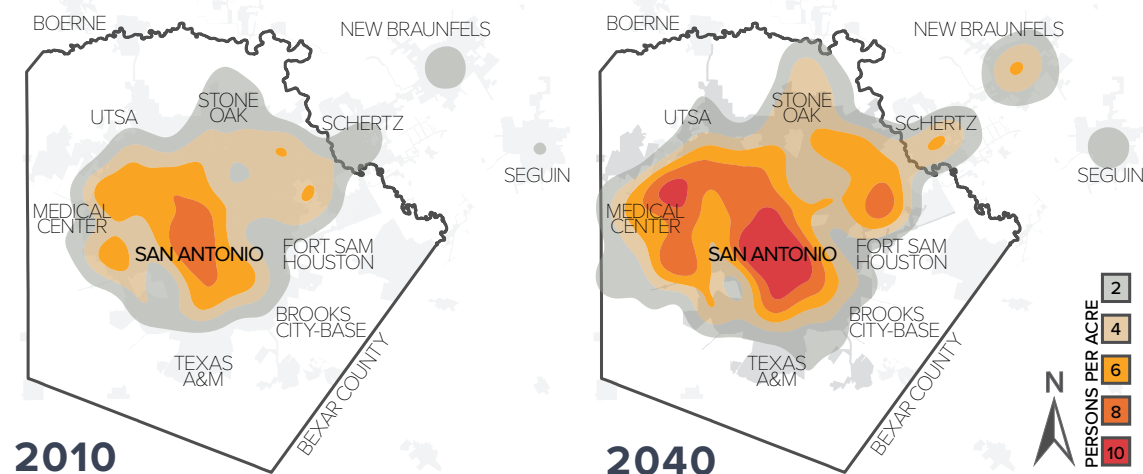 BOERNE
NEW BRAUNFELS
UTSA
STONE
OAK
SCHERTZ
SEGUIN
MEDICAL
CENTER
SAN ANTONIO
FORT SAM
HOUSTON
BROOKS
CITY-BASE
TEXAS
A&M
BEXAR COUNTY
2010
BOERNE
NEW BRAUNFELS
UTSA
STONE
OAK
SCHERTZ
SEGUIN
MEDICAL
CENTER
SAN ANTONIO
FORT SAM
HOUSTON
BROOKS
CITY-BASE
TEXAS
A&M
BEXAR COUNTY
2040
N
PERSONS PER ACRE
2
4
6
8
10